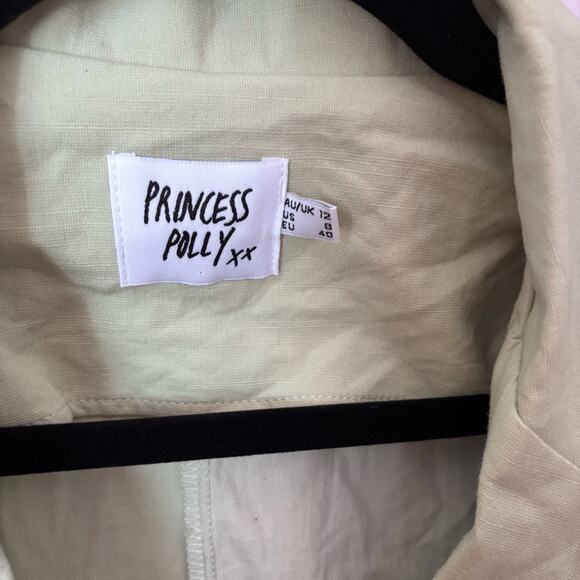 PRINCESS
POLLY xx
AU/UK 12
US 8
EU 40